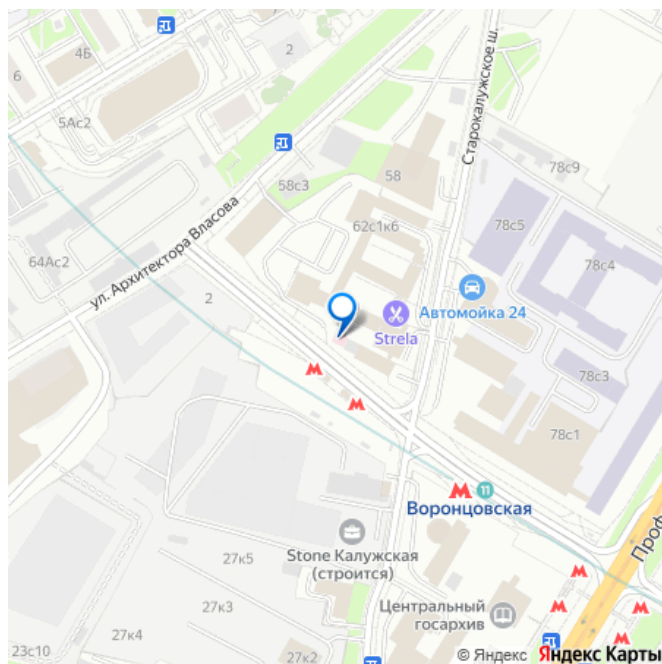 2
4Б
6
5Ас2
Старокалужское ш.
58с3
58
78с9
ул. Архитектора Власова
62с1к6
78с5
64Ас2
78с4
2
Автомойка 24
Strela
78с3
78с1
11
Воронцовская
Проф
Stone Калужская
(строится)
27к5
27к3
Центральный
госархив
27к4
23с10
27к2
© Яндекс Яндекс Карты